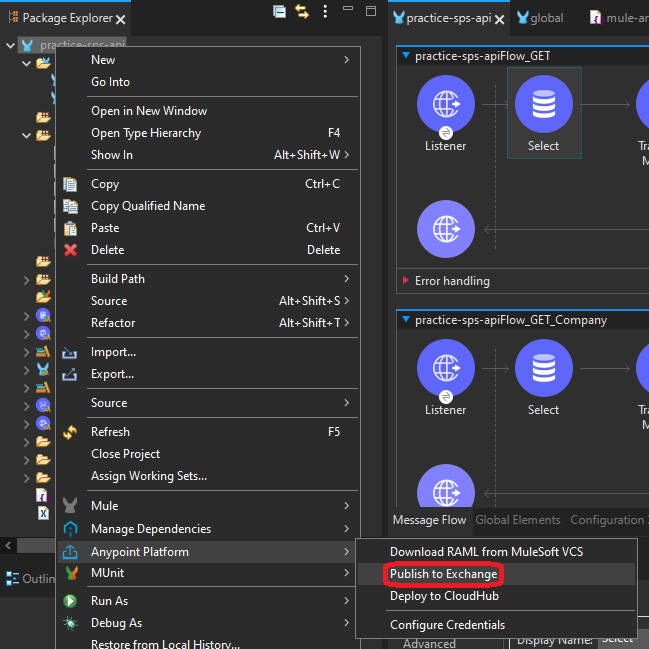 Package Explorer
practice-sps-api
global
mule-ar
practice-sps-api
New
Go Into
Open in New Window
Open Type Hierarchy F4
Show In Alt+Shift+W
Copy Ctrl+C
Copy Qualified Name
Paste Ctrl+V
Delete Delete
Build Path
Source Alt+Shift+S
Refactor Alt+Shift+T
Import...
Export...
Source
Refresh F5
Close Project
Assign Working Sets...
Mule
Manage Dependencies
Anypoint Platform
MUnit
Run As
Debug As
Restore from Local History...
Outlin
Download RAML from MuleSoft VCS
Publish to Exchange
Deploy to CloudHub
Configure Credentials
practice-sps-apiFlow_GET
Listener
Select
Tra
M
Error handling
practice-sps-apiFlow_GET_Company
Listener
Select
Tra
M
Message Flow
Global Elements
Configuration
Advanced
Display Name:
Select